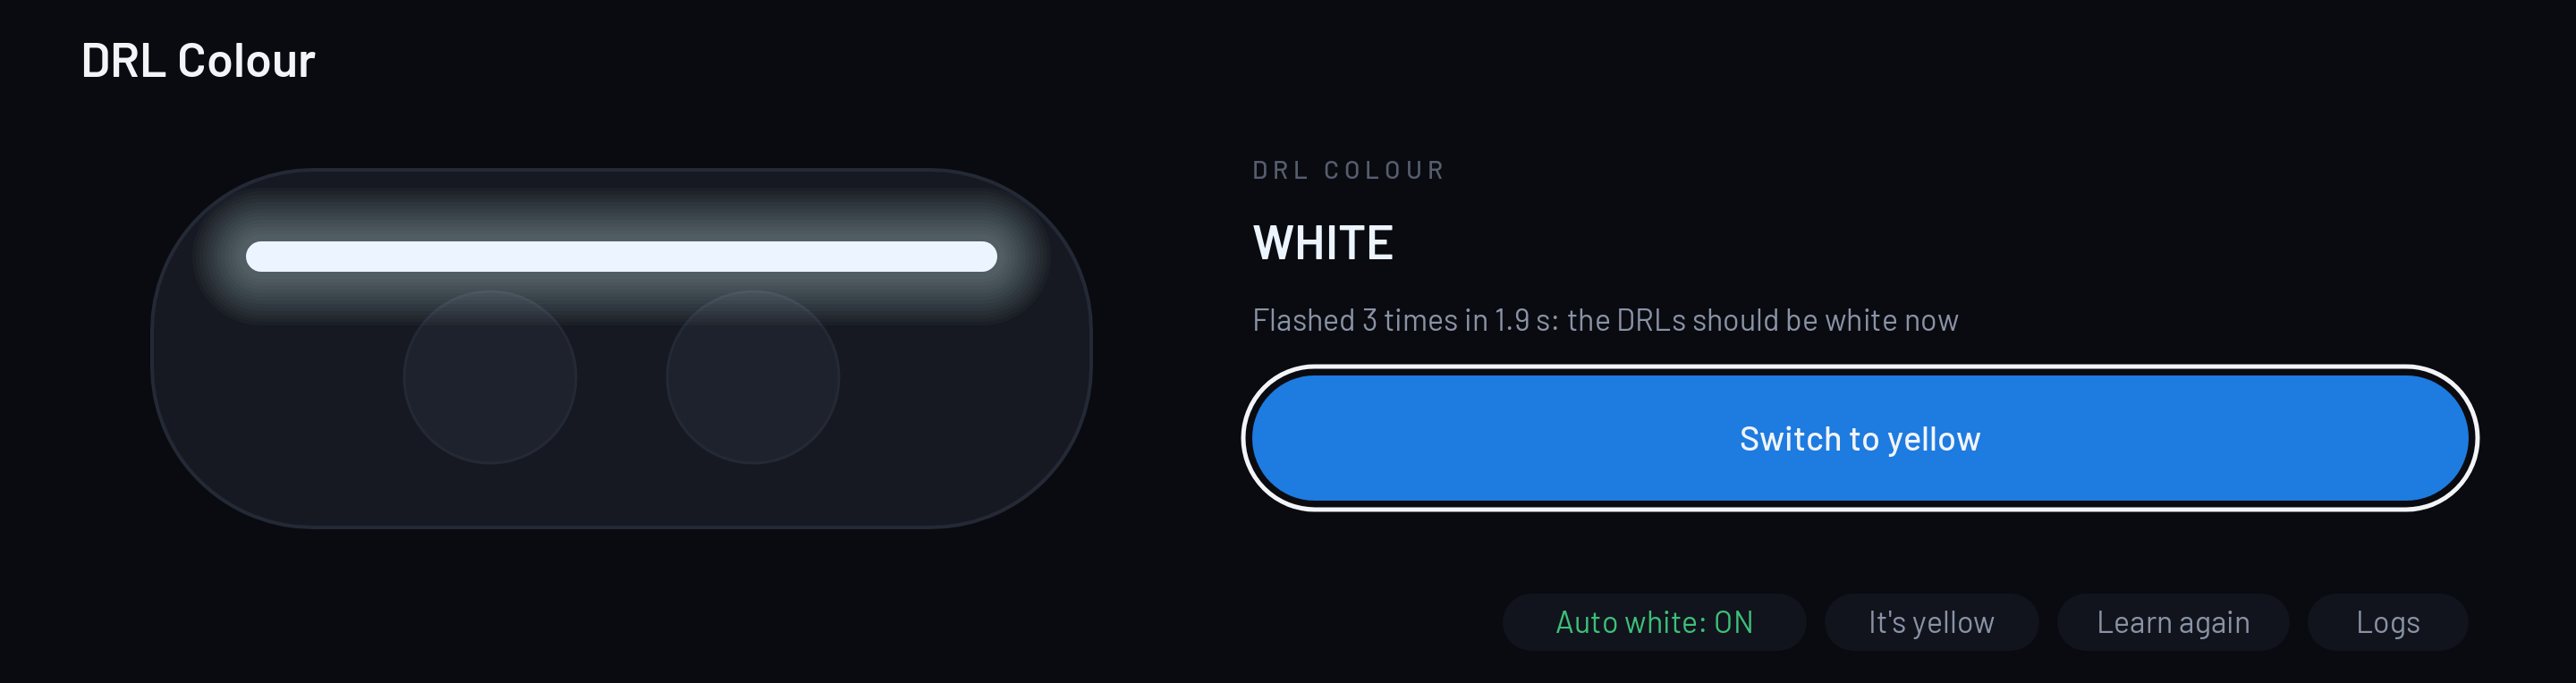 DRL Colour
DRL COLOUR
WHITE
Flashed 3 times in 1.9 s: the DRLs should be white now
Switch to yellow
Auto white: ON
It's yellow
Learn again
Logs